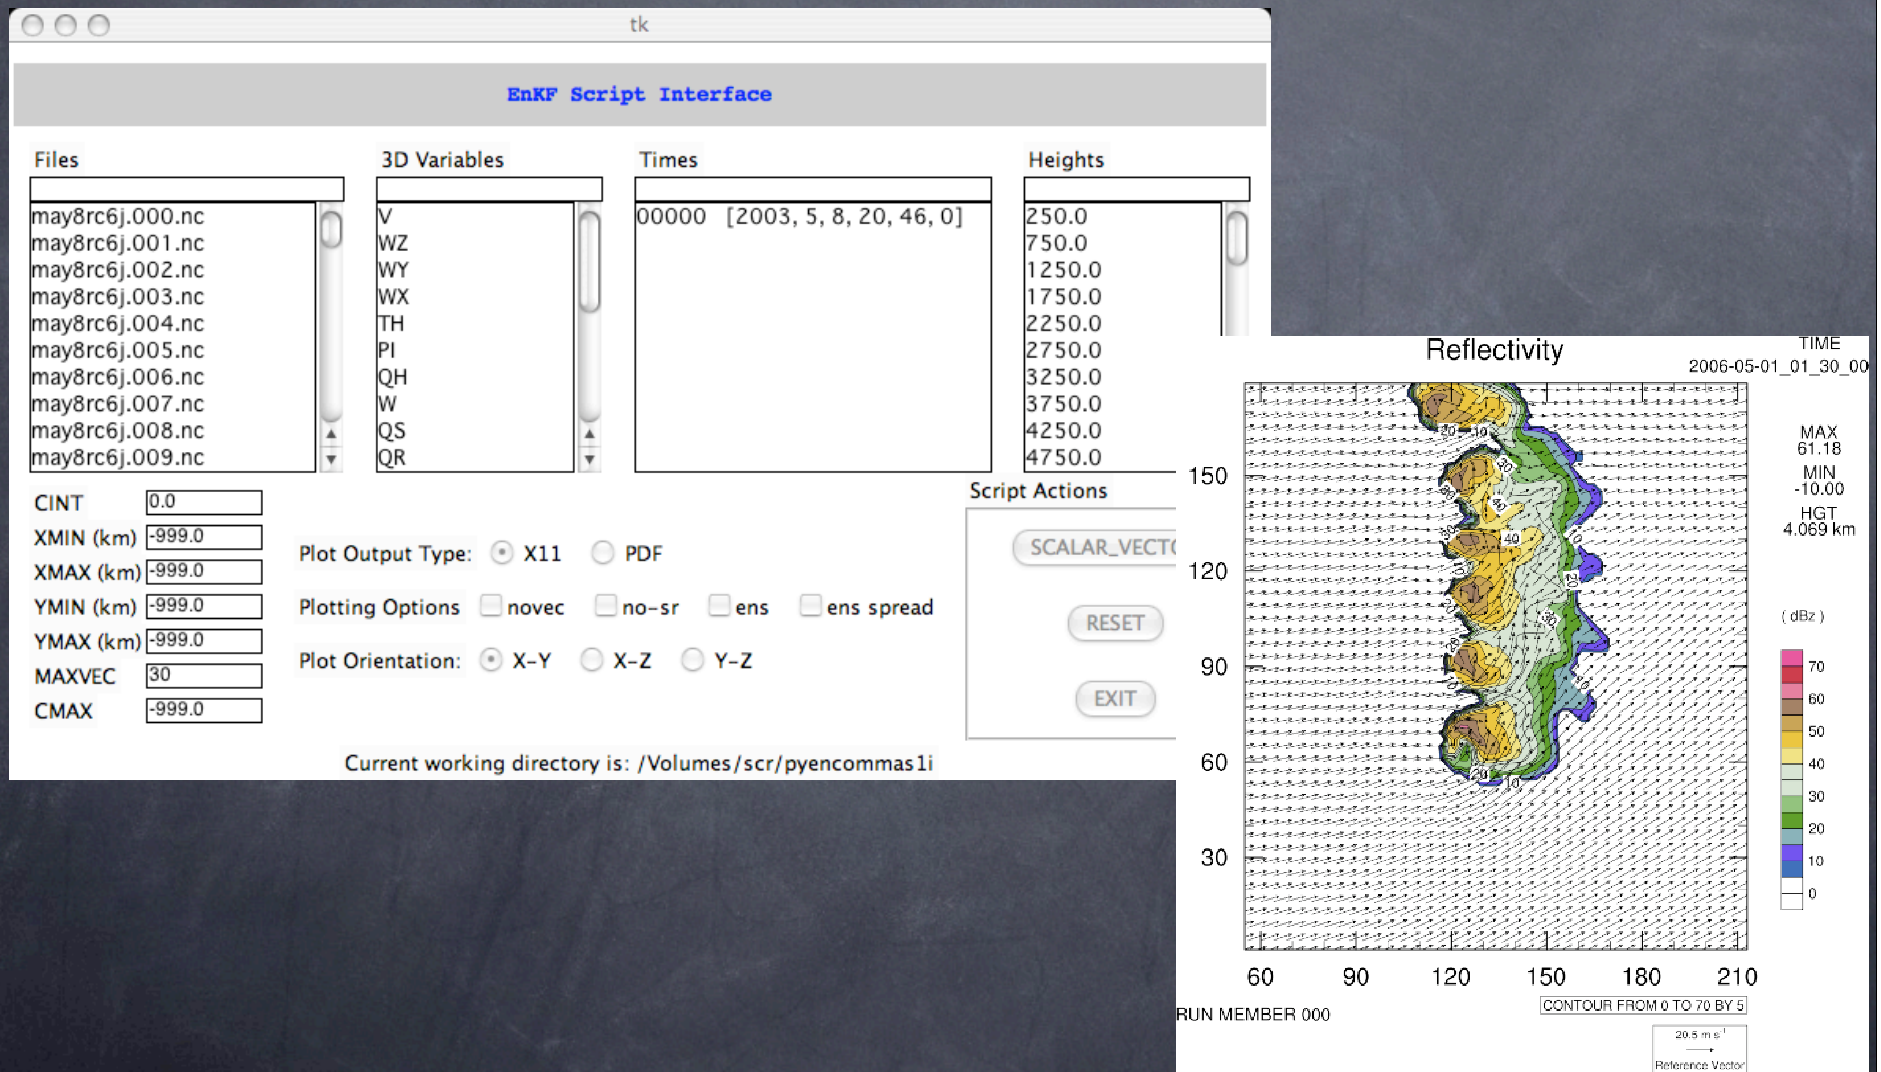 tk
EnKF Script Interface
Files
may8rc6j.000.nc
may8rc6j.001.nc
may8rc6j.002.nc
may8rc6j.003.nc
may8rc6j.004.nc
may8rc6j.005.nc
may8rc6j.006.nc
may8rc6j.007.nc
may8rc6j.008.nc
may8rc6j.009.nc
3D Variables
V
WZ
WY
WX
TH
PI
QH
W
QS
QR
Times
00000 [2003, 5, 8, 20, 46, 0]
Heights
250.0
750.0
1250.0
1750.0
2250.0
2750.0
3250.0
3750.0
4250.0
4750.0
CINT 0.0
XMIN (km) -999.0
XMAX (km) -999.0
YMIN (km) -999.0
YMAX (km) -999.0
MAXVEC 30
CMAX -999.0
Plot Output Type: X11 PDF
Plotting Options novec no-sr ens ens spread
Plot Orientation: X-Y X-Z Y-Z
Script Actions
SCALAR_VECTO
RESET
EXIT
Current working directory is: /Volumes/scr/pyencommas1i
Reflectivity
TIME
2006-05-01_01_30_00
MAX
61.18
MIN
-10.00
HGT
4.069 km
( dBz )
70
60
50
40
30
20
10
0
150
120
90
60
30
60 90 120 150 180 210
RUN MEMBER 000
CONTOUR FROM 0 TO 70 BY 5
20.5 m s-1
Reference Vector